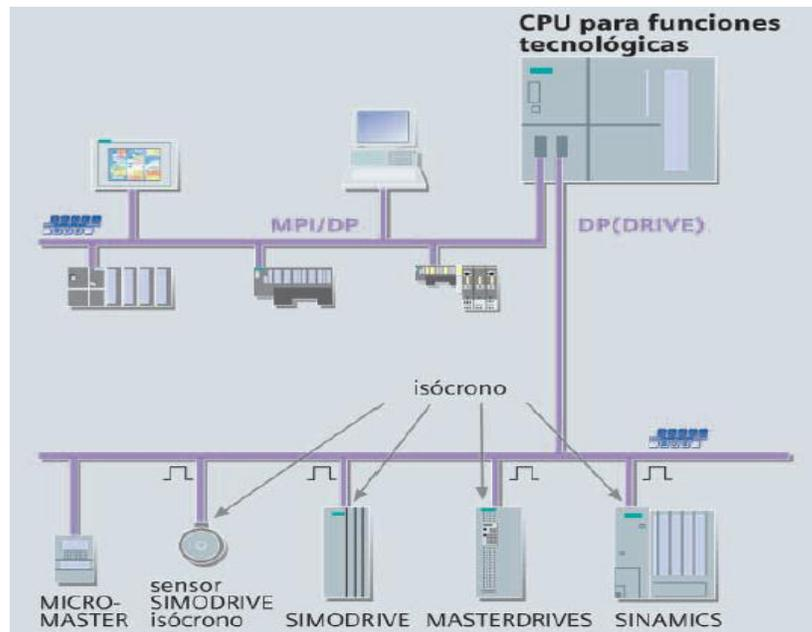 CPU para funciones
tecnológicas
MPI/DP
DP(DRIVE)
isócrono
MICRO-
MASTER
sensor
SIMODRIVE
isócrono
SIMODRIVE
MASTERDRIVES
SINAMICS